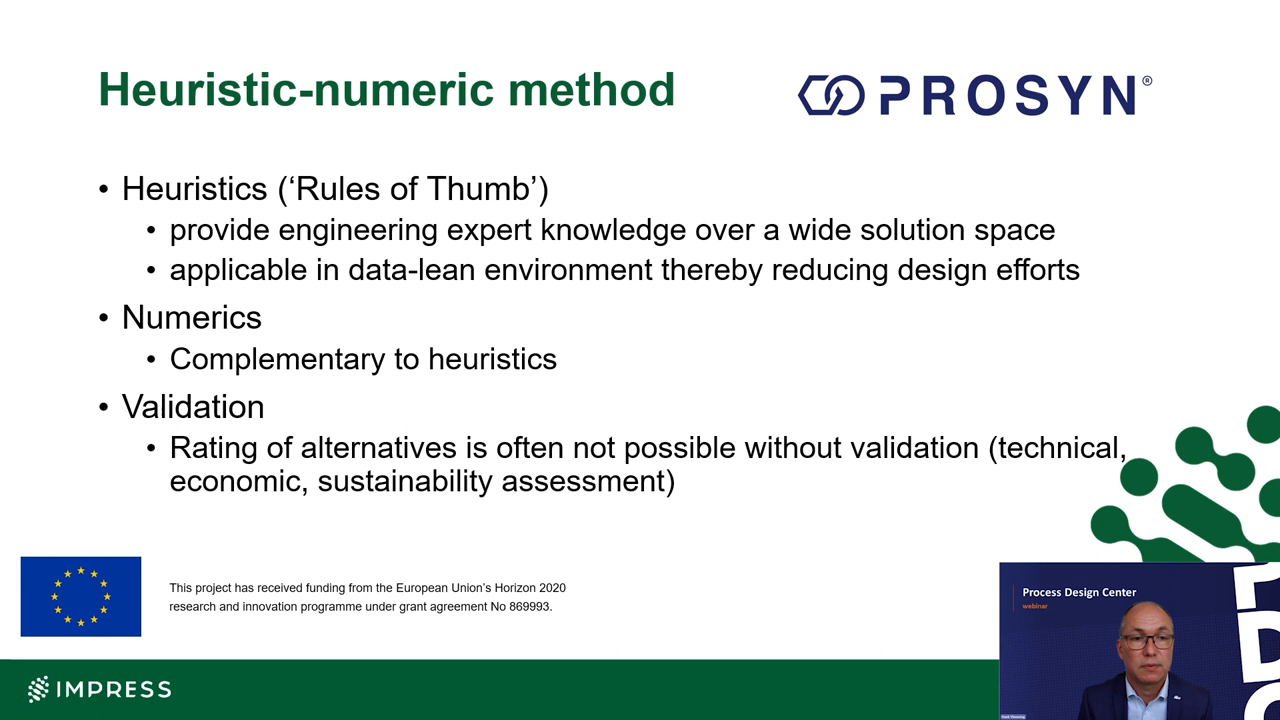 Heuristic-numeric method
PROSYN®
• Heuristics (‘Rules of Thumb’)
• provide engineering expert knowledge over a wide solution space
• applicable in data-lean environment thereby reducing design efforts
• Numerics
• Complementary to heuristics
• Validation
• Rating of alternatives is often not possible without validation (technical,
economic, sustainability assessment)
This project has received funding from the European Union’s Horizon 2020
research and innovation programme under grant agreement No 869993.
Process Design Center
webinar
IMPRESS